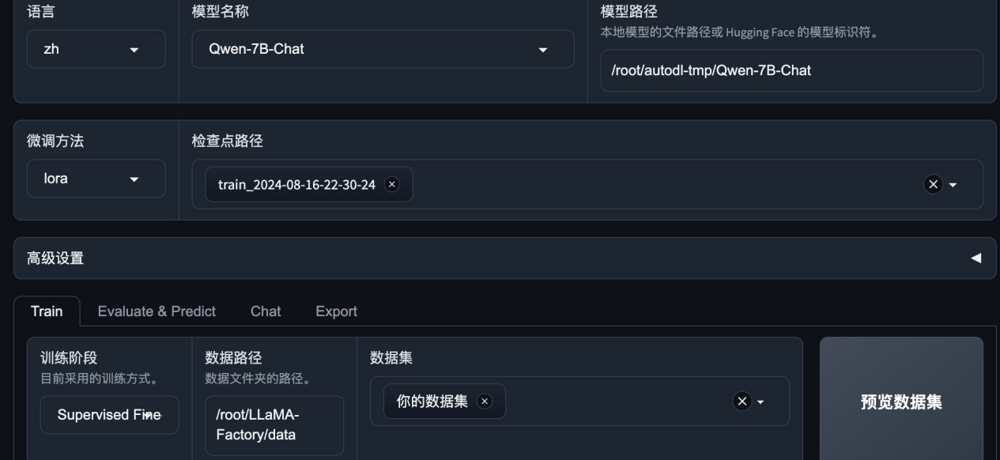 语言
模型名称
模型路径
本地模型的文件路径或 Hugging Face 的模型标识符。
zh
Qwen-7B-Chat
/root/autodl-tmp/Qwen-7B-Chat
微调方法
检查点路径
lora
train_2024-08-16-22-30-24
高级设置
Train
Evaluate & Predict
Chat
Export
训练阶段
目前采用的训练方式。
数据路径
数据文件夹的路径。
数据集
Supervised Fine-
/root/LLaMA-
Factory/data
你的数据集
预览数据集